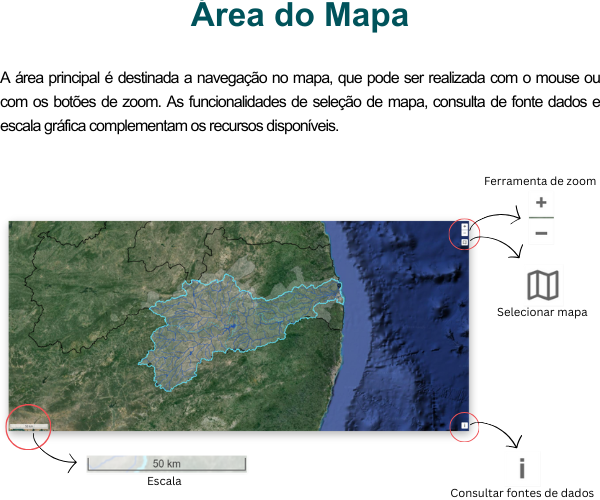 Área do Mapa
A área principal é destinada a navegação no mapa, que pode ser realizada com o mouse ou
com os botões de zoom. As funcionalidades de seleção de mapa, consulta de fonte dados e
escala gráfica complementam os recursos disponíveis.
Ferramenta de zoom
+
−
Selecionar mapa
50 km
Escala
i
Consultar fontes de dados